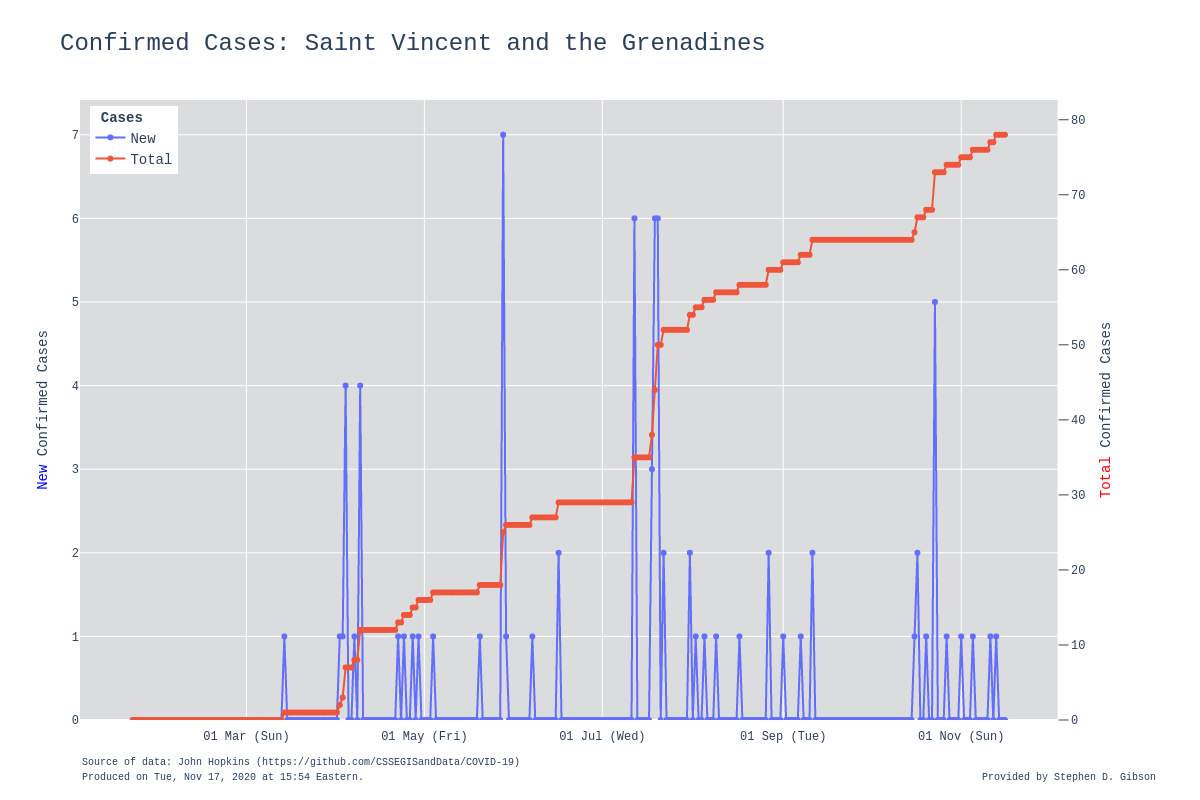 Confirmed Cases: Saint Vincent and the Grenadines
Cases
New
Total
7
6
5
4
3
2
1
0
New Confirmed Cases
80
70
60
50
40
30
20
10
0
Total Confirmed Cases
01 Mar (Sun)
01 May (Fri)
01 Jul (Wed)
01 Sep (Tue)
01 Nov (Sun)
Source of data: John Hopkins (https://github.com/CSSEGISandData/COVID-19)
Produced on Tue, Nov 17, 2020 at 15:54 Eastern.
Provided by Stephen D. Gibson